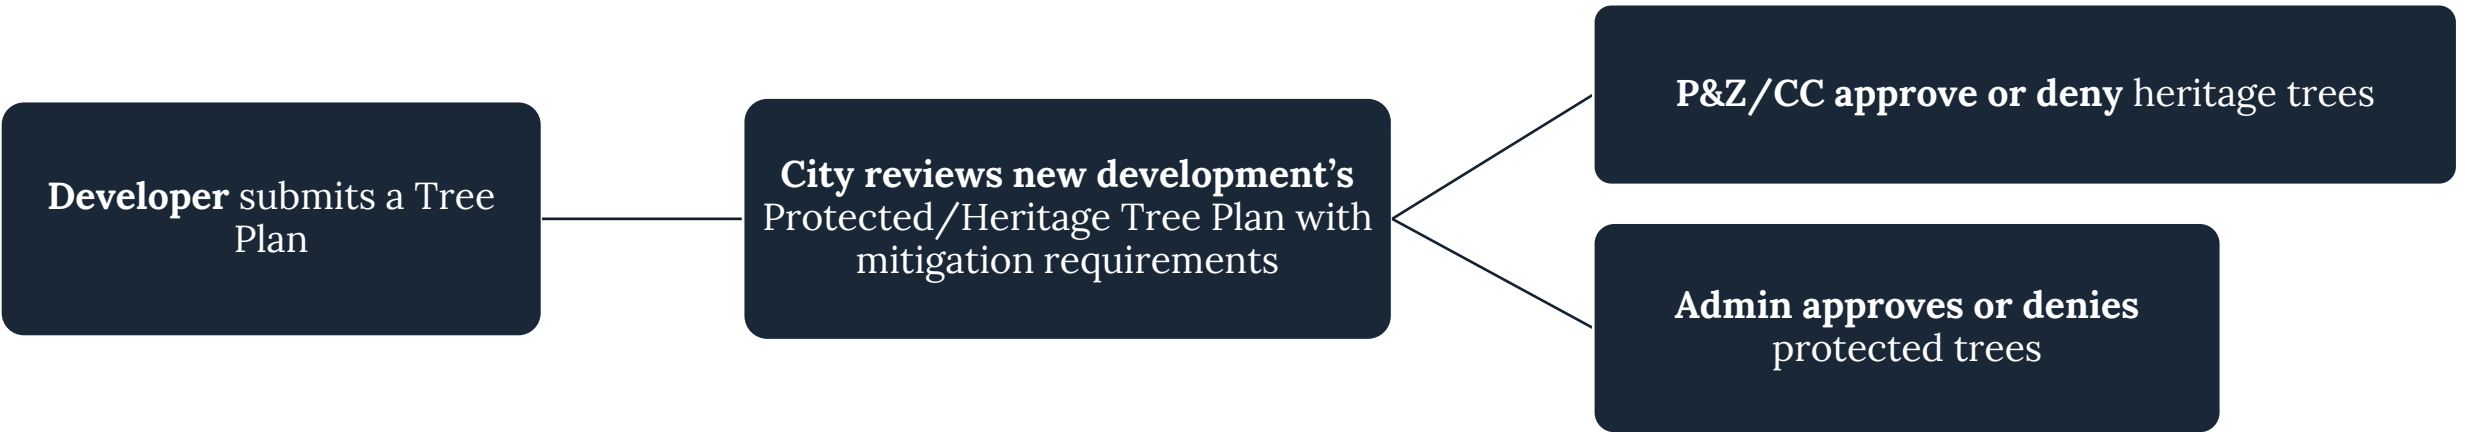 Developer submits a Tree
Plan
City reviews new development’s
Protected/Heritage Tree Plan with
mitigation requirements
P&Z/CC approve or deny heritage trees
Admin approves or denies
protected trees